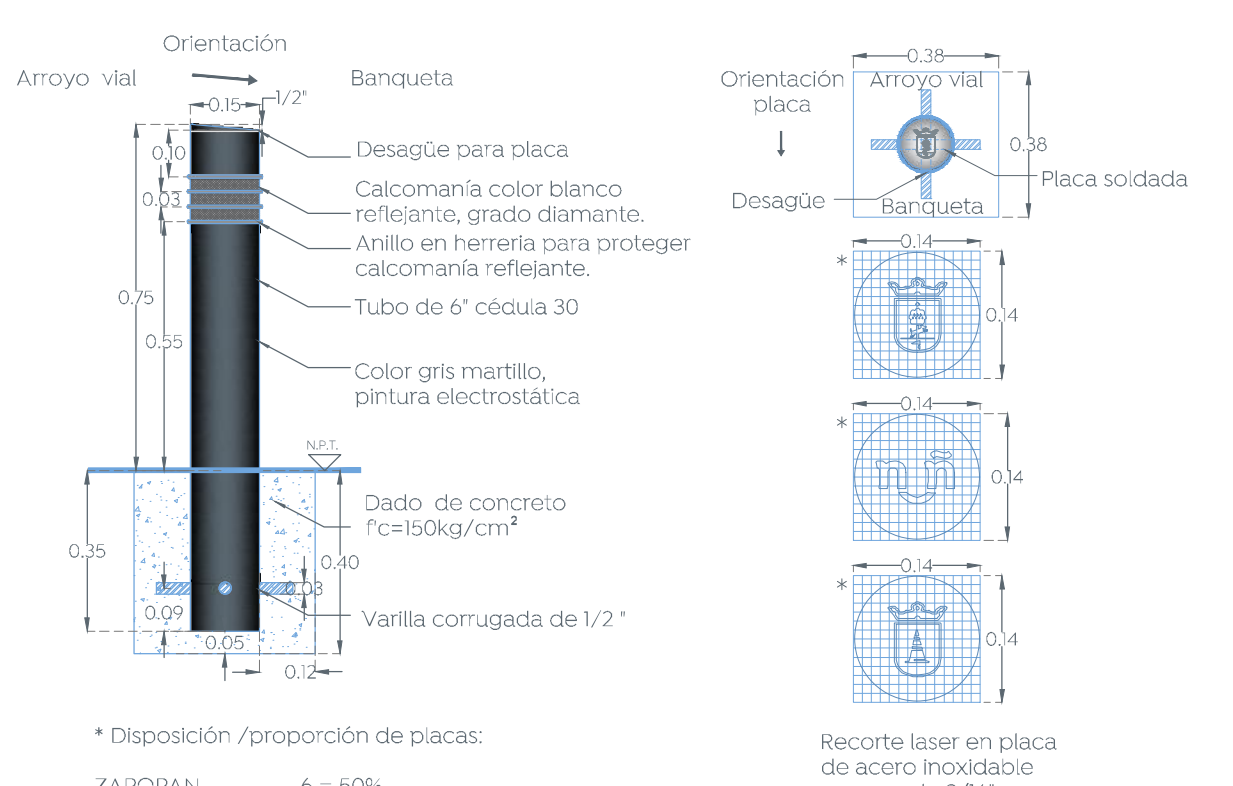 Orientación
Arroyo vial
Banqueta
0.15
1/2"
0.10
0.03
0.75
0.55
Desagüe para placa
Calcomanía color blanco
reflejante, grado diamante.
Anillo en herreria para proteger
calcomanía reflejante.
Tubo de 6" cédula 30
Color gris martillo,
pintura electrostática
N.P.T.
Dado de concreto
f'c=150kg/cm²
0.35
0.40
0.03
0.09
Varilla corrugada de 1/2 "
0.05
0.12
* Disposición /proporción de placas:
ZAPOPAN 6 = 50%
0.38
Orientación
placa
Arroyo vial
0.38
Placa soldada
Desagüe
Banqueta
0.14
*
0.14
0.14
*
nuñ
0.14
0.14
*
0.14
Recorte laser en placa
de acero inoxidable